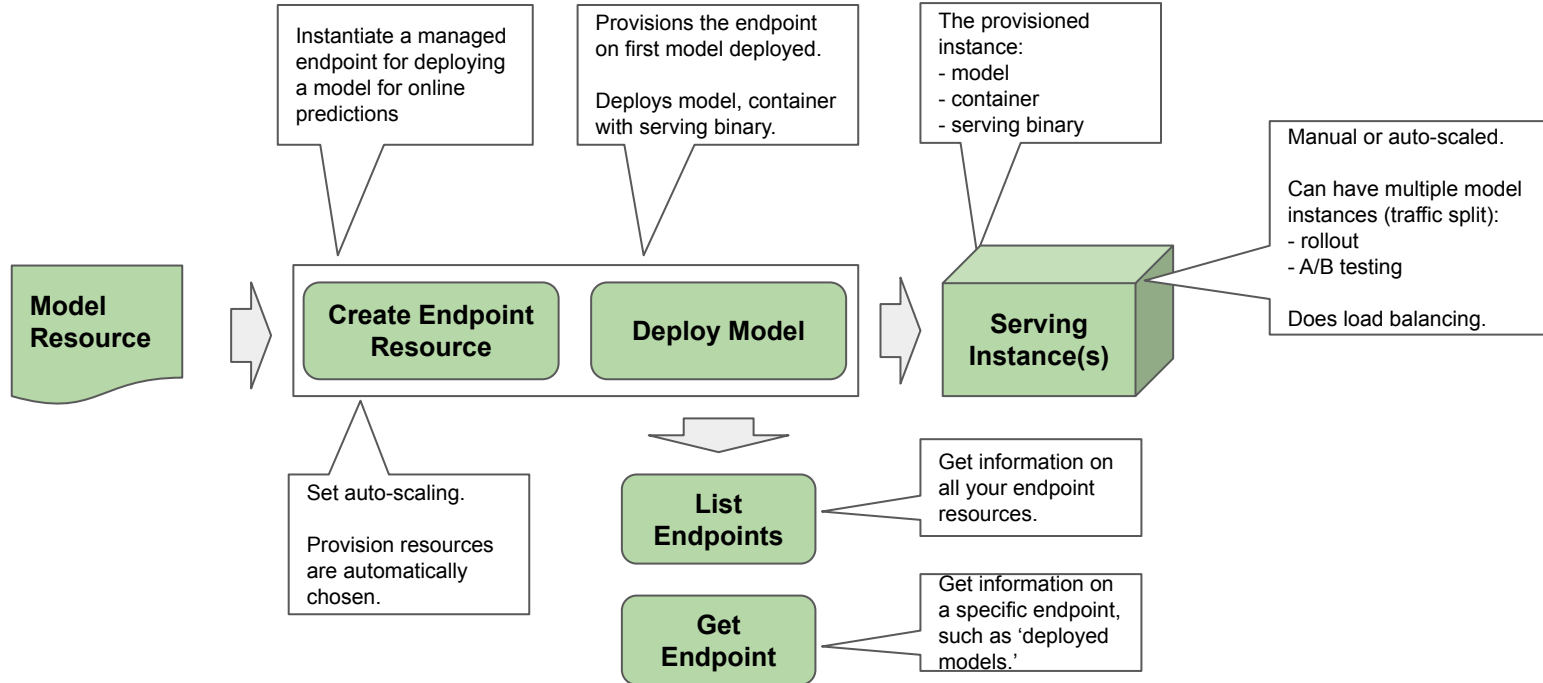 Instantiate a managed
endpoint for deploying
a model for online
predictions
Provisions the endpoint
on first model deployed.
Deploys model, container
with serving binary.
The provisioned
instance:
- model
- container
- serving binary
Manual or auto-scaled.
Can have multiple model
instances (traffic split):
- rollout
- A/B testing
Does load balancing.
Model
Resource
Create Endpoint
Resource
Deploy Model
Serving
Instance(s)
Set auto-scaling.
Provision resources
are automatically
chosen.
List
Endpoints
Get information on
all your endpoint
resources.
Get
Endpoint
Get information on
a specific endpoint,
such as ‘deployed
models.’